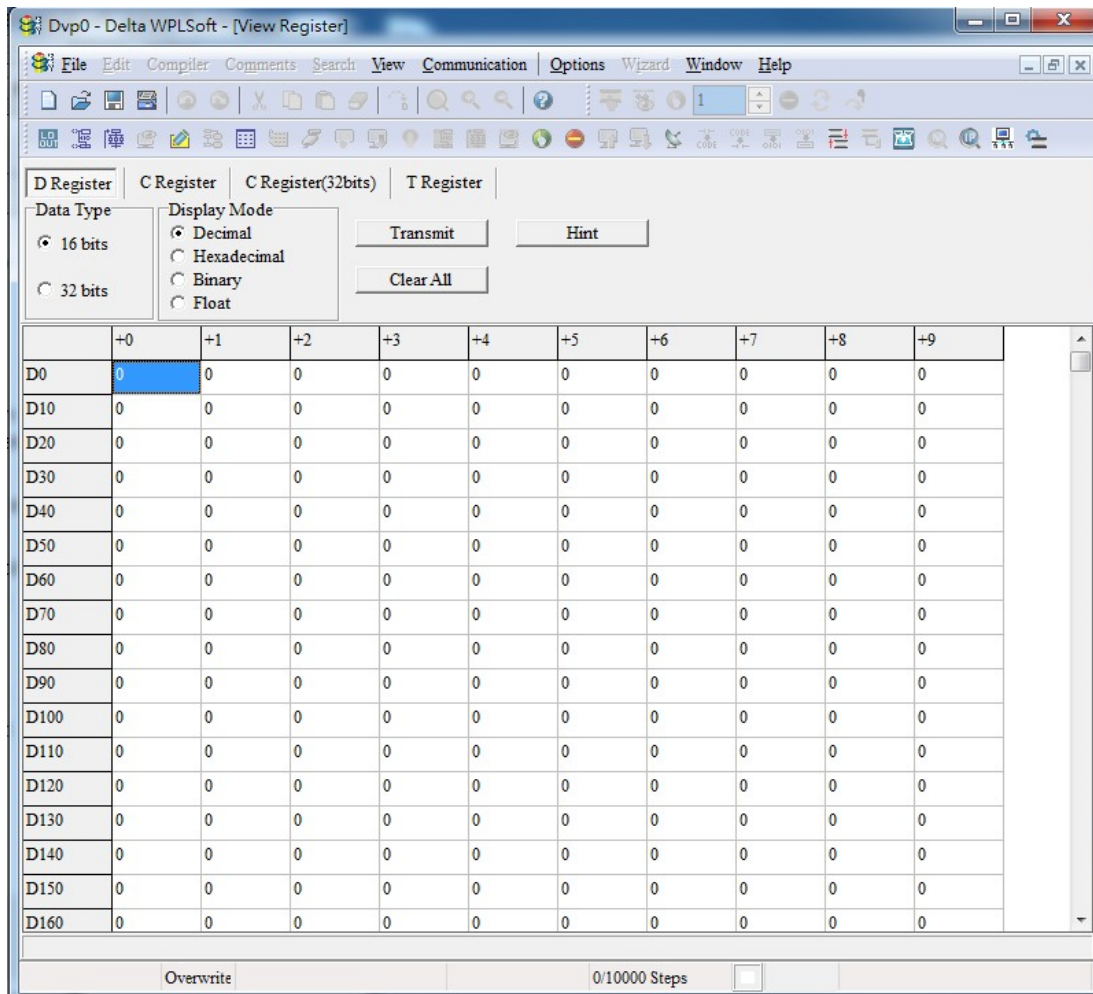 Dvp0 - Delta WPLSoft - [View Register]
File Edit Compiler Comments Search View Communication Options Wizard Window Help
1
D Register C Register C Register(32bits) T Register
Data Type Display Mode
16 bits
32 bits
Decimal
Hexadecimal
Binary
Float
Transmit Hint
Clear All
+0 +1 +2 +3 +4 +5 +6 +7 +8 +9
D0 0 0 0 0 0 0 0 0 0 0
D10 0 0 0 0 0 0 0 0 0 0
D20 0 0 0 0 0 0 0 0 0 0
D30 0 0 0 0 0 0 0 0 0 0
D40 0 0 0 0 0 0 0 0 0 0
D50 0 0 0 0 0 0 0 0 0 0
D60 0 0 0 0 0 0 0 0 0 0
D70 0 0 0 0 0 0 0 0 0 0
D80 0 0 0 0 0 0 0 0 0 0
D90 0 0 0 0 0 0 0 0 0 0
D100 0 0 0 0 0 0 0 0 0 0
D110 0 0 0 0 0 0 0 0 0 0
D120 0 0 0 0 0 0 0 0 0 0
D130 0 0 0 0 0 0 0 0 0 0
D140 0 0 0 0 0 0 0 0 0 0
D150 0 0 0 0 0 0 0 0 0 0
D160 0 0 0 0 0 0 0 0 0 0
Overwrite 0/10000 Steps